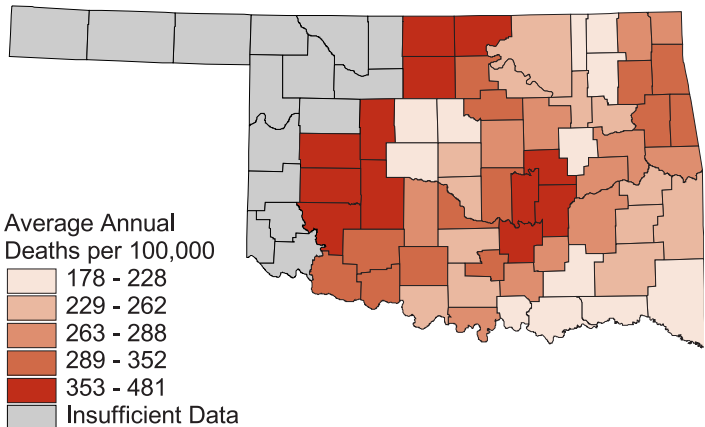 Average Annual
Deaths per 100,000
178 - 228
229 - 262
263 - 288
289 - 352
353 - 481
Insufficient Data